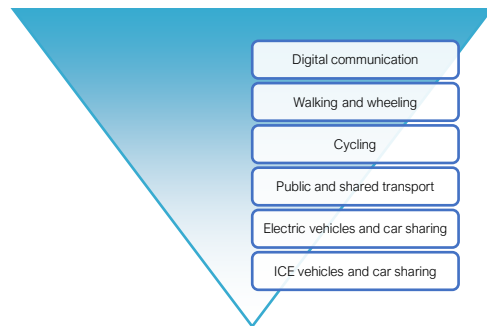 Digital communication
Walking and wheeling
Cycling
Public and shared transport
Electric vehicles and car sharing
ICE vehicles and car sharing